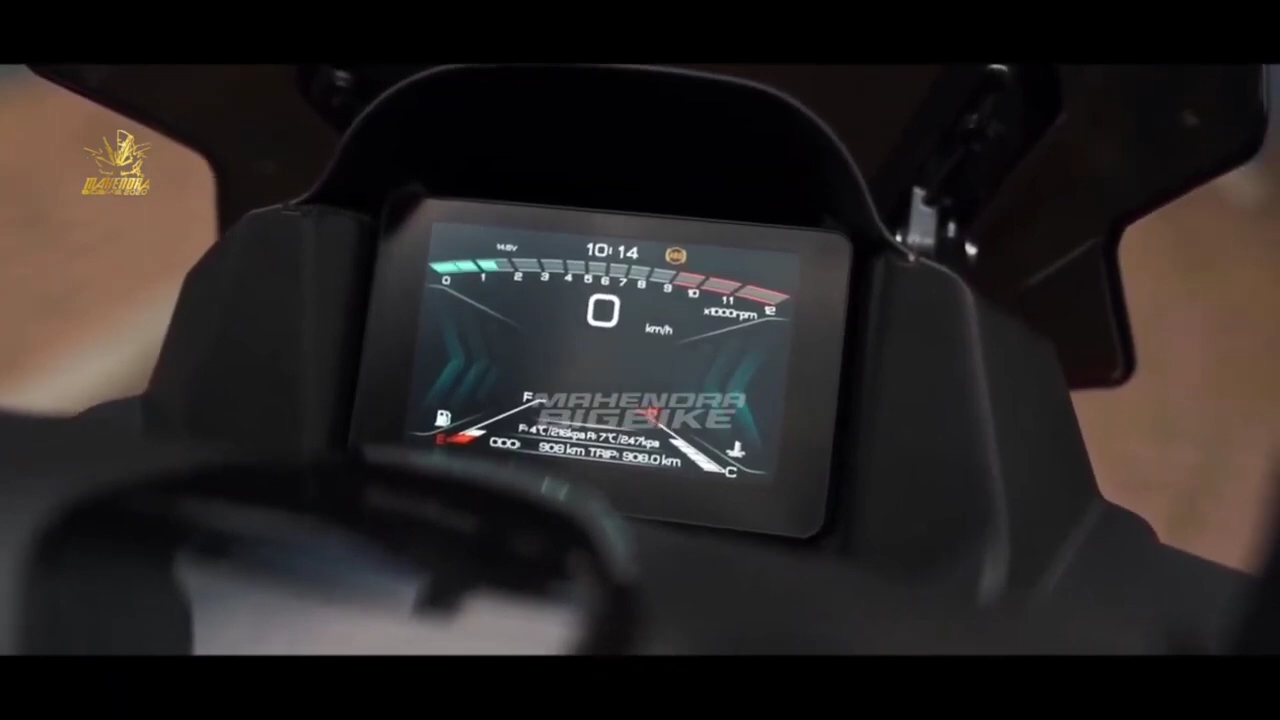 MAHENDRA
14.6V
10:14
0 1 2 3 4 5 6 7 8 9 10 11 12
x1000rpm
0
km/h
MAHENDRA
BIGBIKE
F
F: 4℃/216kpa R: 7℃/247kpa
E
ODO: 908 km TRIP: 908.0 km
C